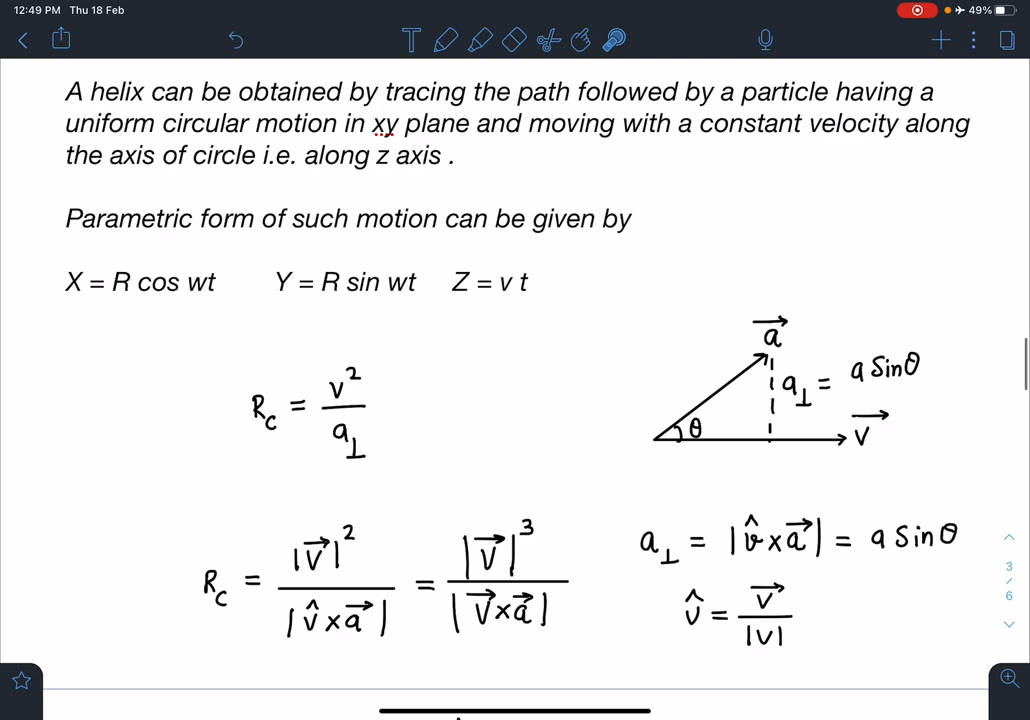 12:49 PM Thu 18 Feb 49%
A helix can be obtained by tracing the path followed by a particle having a
uniform circular motion in xy plane and moving with a constant velocity along
the axis of circle i.e. along z axis .
Parametric form of such motion can be given by
X = R cos wt Y = R sin wt Z = v t
R_c = v² / a⊥
a⃗
a⊥ = a Sinθ
θ
v⃗
R_c = |v⃗|² / |v̂ × a⃗| = |v⃗|³ / |v⃗ × a⃗|
a⊥ = |v̂ × a⃗| = a Sinθ
v̂ = v⃗ / |v|
3
/
6